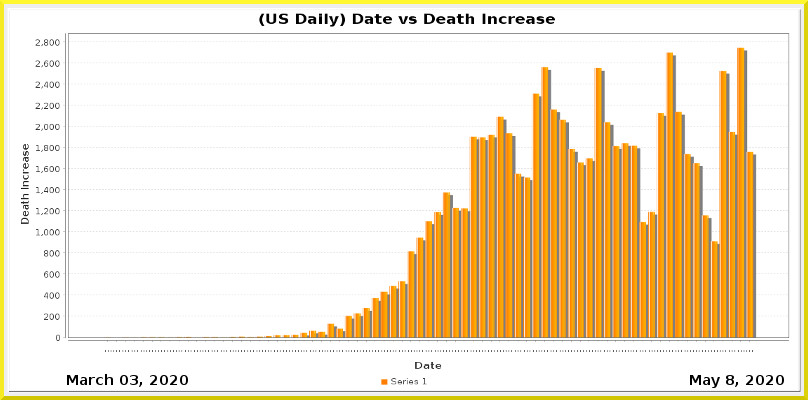 (US Daily) Date vs Death Increase
2,800
2,600
2,400
2,200
2,000
1,800
1,600
1,400
1,200
1,000
800
600
400
200
0
Death Increase
Date
March 03, 2020
Series 1
May 8, 2020